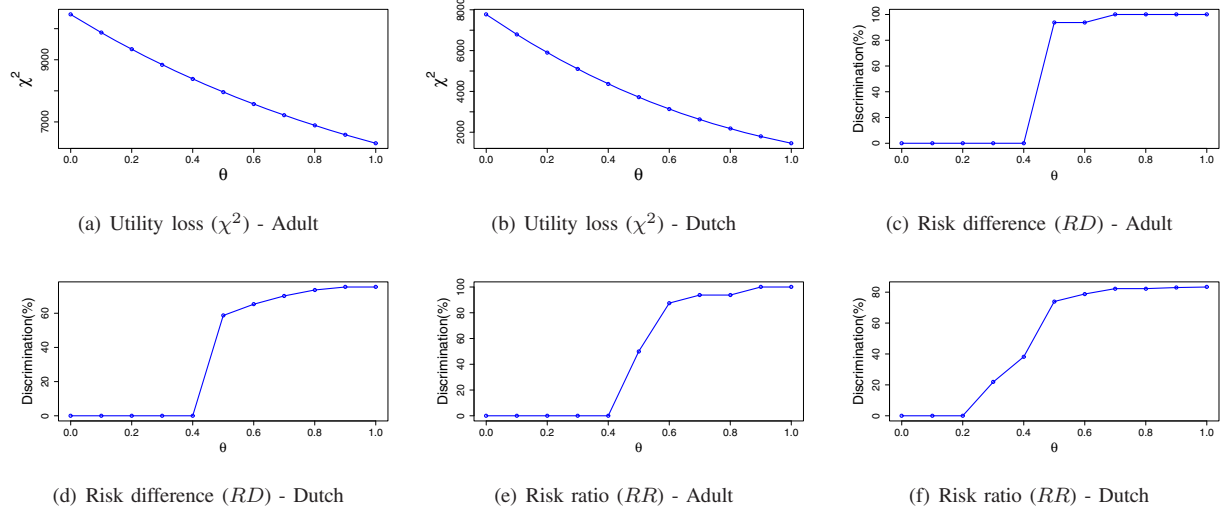 χ²
9000
7000
0.0 0.2 0.4 0.6 0.8 1.0
θ
(a) Utility loss (χ²) - Adult
χ²
8000
6000
4000
2000
0.0 0.2 0.4 0.6 0.8 1.0
θ
(b) Utility loss (χ²) - Dutch
Discrimination(%)
100
80
60
40
20
0
0.0 0.2 0.4 0.6 0.8 1.0
θ
(c) Risk difference (RD) - Adult
Discrimination(%)
60
40
20
0
0.0 0.2 0.4 0.6 0.8 1.0
θ
(d) Risk difference (RD) - Dutch
Discrimination(%)
100
80
60
40
20
0
0.0 0.2 0.4 0.6 0.8 1.0
θ
(e) Risk ratio (RR) - Adult
Discrimination(%)
80
60
40
20
0
0.0 0.2 0.4 0.6 0.8 1.0
θ
(f) Risk ratio (RR) - Dutch